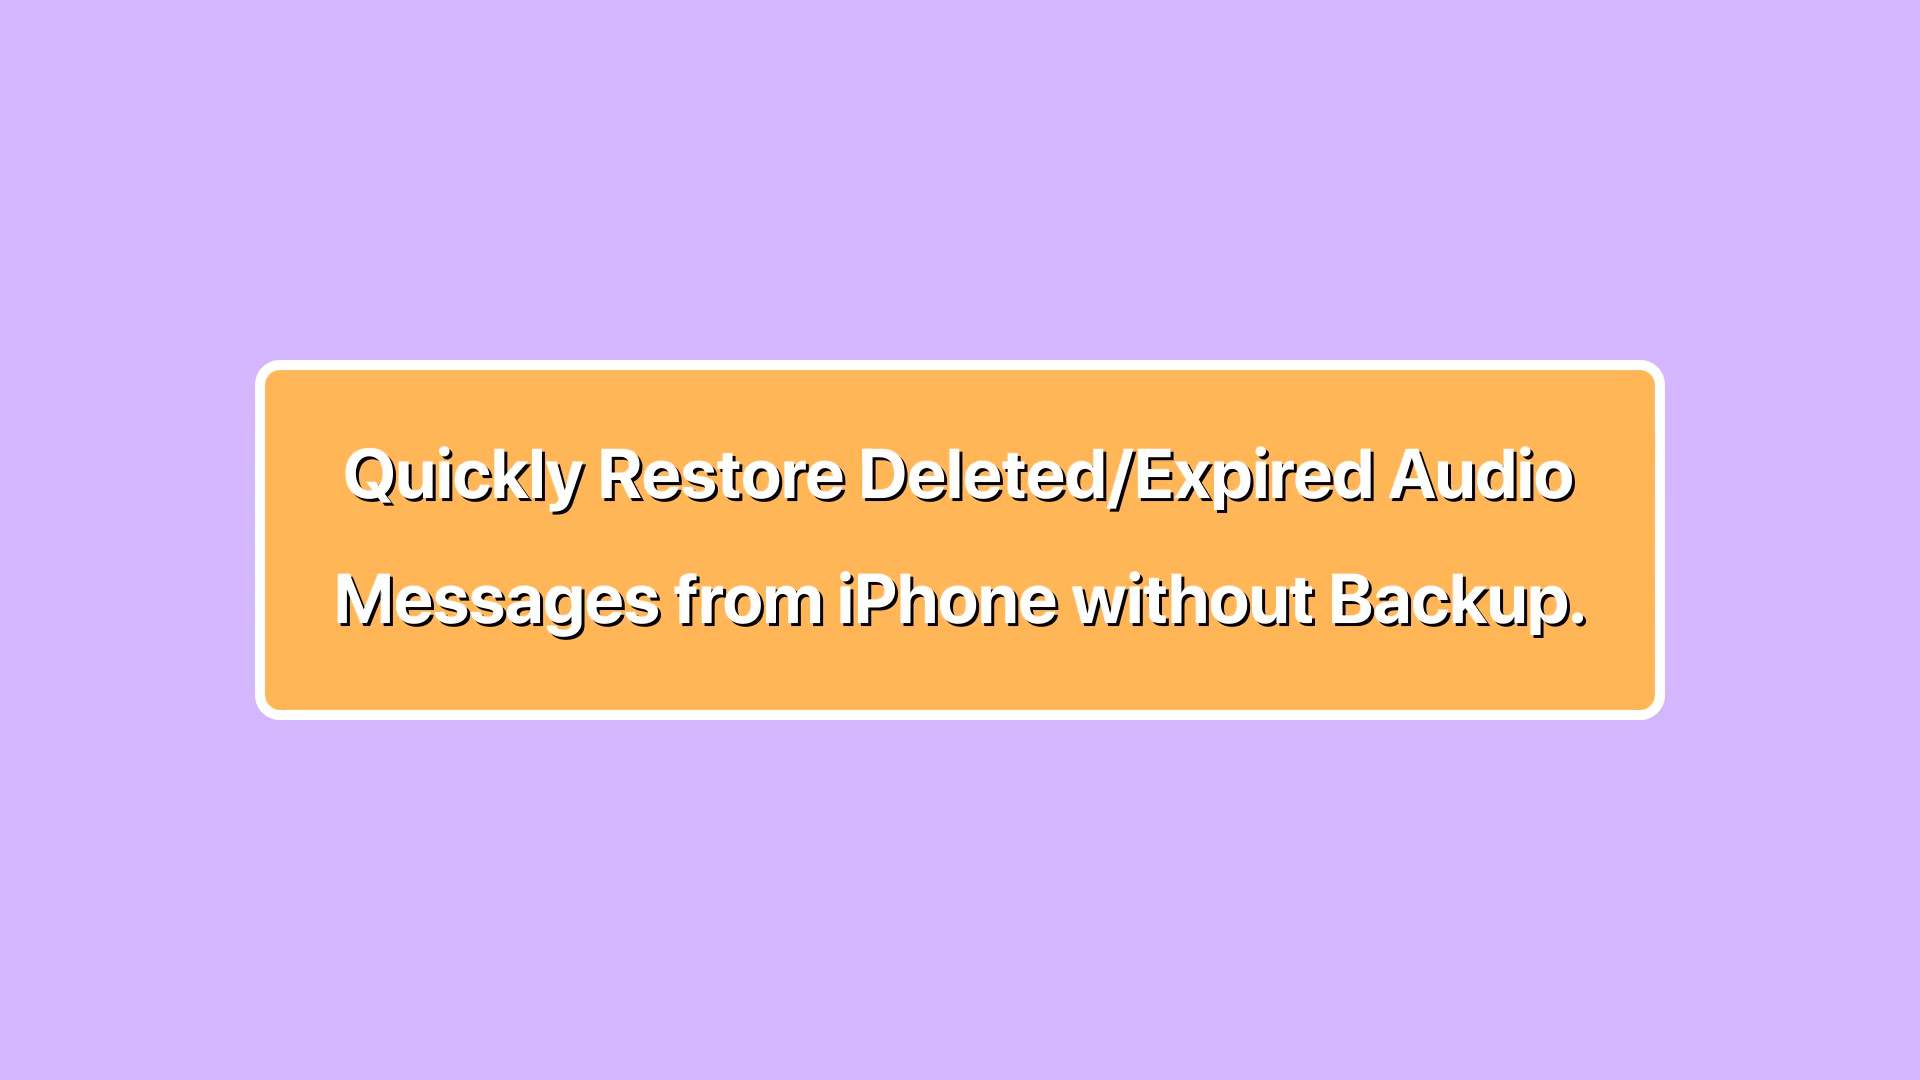 Quickly Restore Deleted/Expired Audio
Messages from iPhone without Backup.